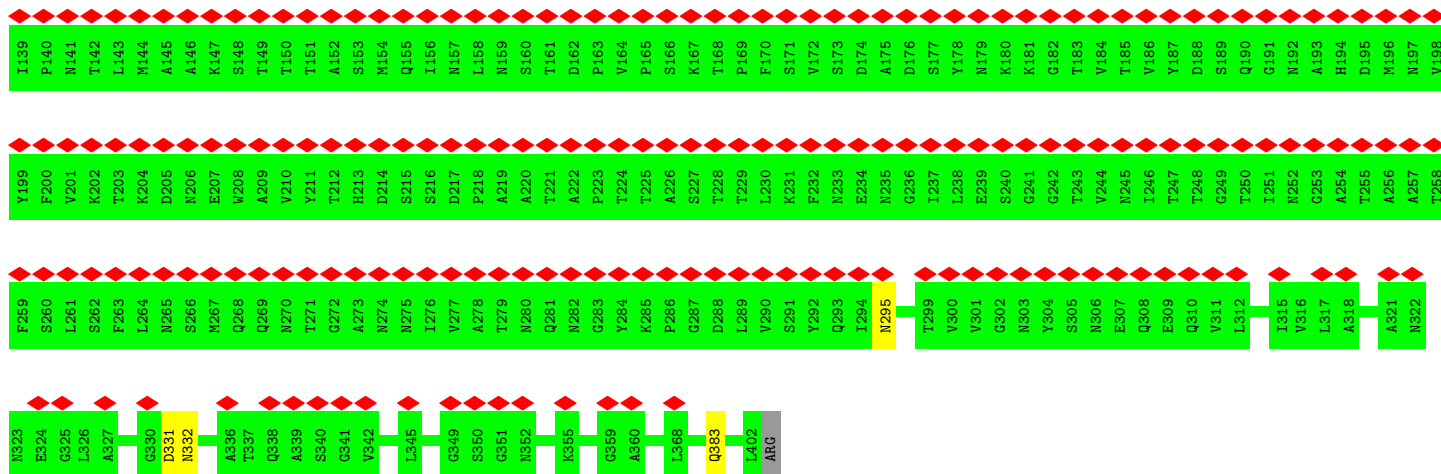 I139 P140 N141 T142 L143 M144 A145 A146 K147 S148 T149 T150 T151 A152 S153 M154 Q155 I156 N157 L158 N159 S160 T161 D162 P163 V164 P165 S166 K167 T168 P169 F170 S171 V172 S173 D174 A175 D176 S177 Y178 N179 K180 K181 G182 T183 V184 T185 V186 Y187 D188 S189 Q190 G191 N192 A193 H194 D195 M196 N197 V198
Y199 F200 V201 K202 T203 K204 D205 N206 E207 W208 A209 V210 Y211 T212 H213 D214 S215 S216 D217 P218 A219 A220 T221 A222 P223 T224 T225 A226 S227 T228 T229 L230 K231 F232 N233 E234 N235 G236 I237 L238 E239 S240 G241 G242 T243 V244 N245 I246 T247 T248 G249 T250 I251 N252 G253 A254 T255 A256 A257 T258
F259 S260 L261 S262 F263 L264 N265 S266 M267 Q268 Q269 N270 T271 G272 A273 N274 N275 I276 V277 A278 T279 N280 Q281 N282 G283 Y284 K285 P286 G287 D288 L289 V290 S291 Y292 Q293 I294 N295 T299 V300 V301 G302 N303 Y304 S305 N306 E307 Q308 E309 Q310 V311 L312 I315 V316 L317 A318 A321 N322
N323 E324 G325 L326 A327 G330 D331 N332 A336 T337 Q338 A339 S340 G341 V342 L345 G349 S350 G351 N352 K355 G359 A360 L368 Q383 L402 ARG